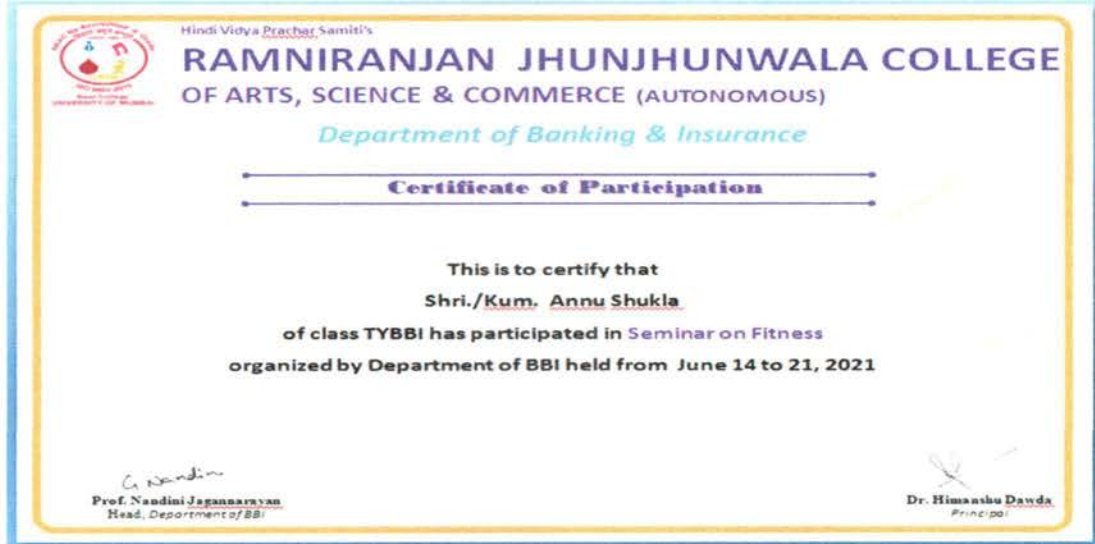 Hindi Vidya Prachar Samiti's
RAMNIRANJAN JHUNJHUNWALA COLLEGE
OF ARTS, SCIENCE & COMMERCE (AUTONOMOUS)
Department of Banking & Insurance
Certificate of Participation
This is to certify that
Shri./Kum. Annu Shukla
of class TYBBI has participated in Seminar on Fitness
organized by Department of BBI held from June 14 to 21, 2021
G Nandin
Prof. Nandini Jagannarayan
Head, Department of BBI
Dr. Himanshu Dawda
Principal